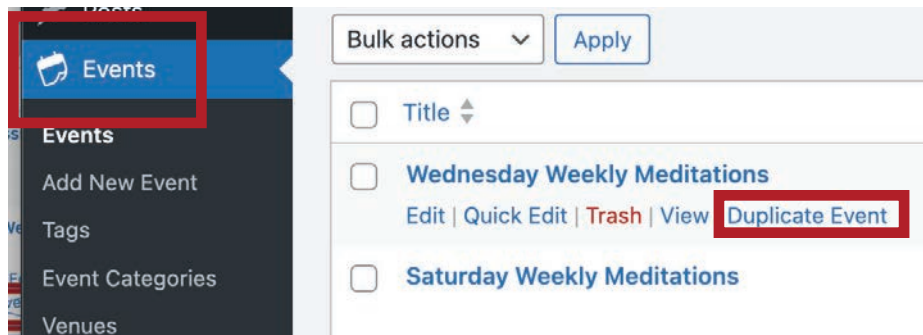 Posts
Events
Events
Add New Event
Tags
Event Categories
Venues
Bulk actions
Apply
Title
Wednesday Weekly Meditations
Edit | Quick Edit | Trash | View Duplicate Event
Saturday Weekly Meditations